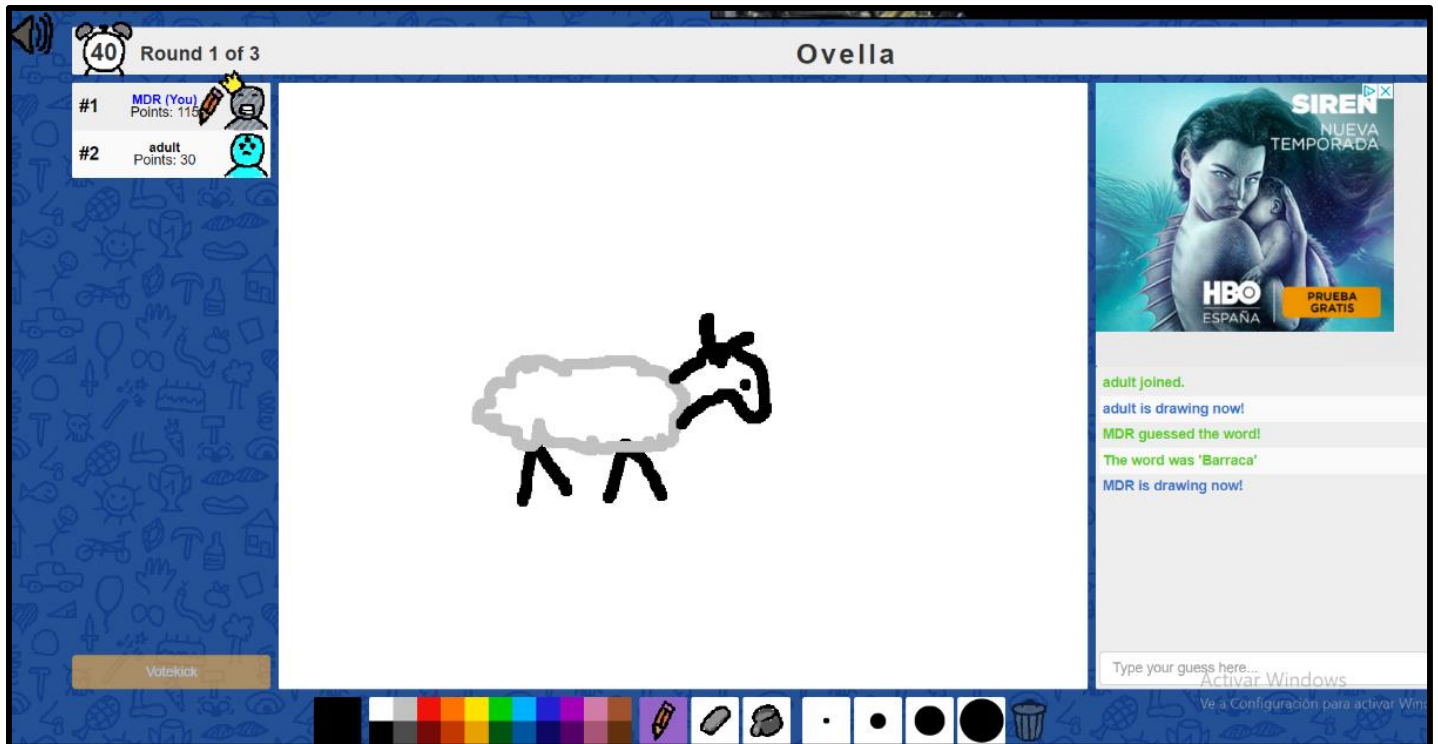 40
Round 1 of 3
Ovella
#1
MDR (You)
Points: 115
#2
adult
Points: 30
Votekick
SIREN
NUEVA
TEMPORADA
HBO
ESPAÑA
PRUEBA
GRATIS
adult joined.
adult is drawing now!
MDR guessed the word!
The word was 'Barraca'
MDR is drawing now!
Type your guess here...
Activar Windows
Ve a Configuración para activar